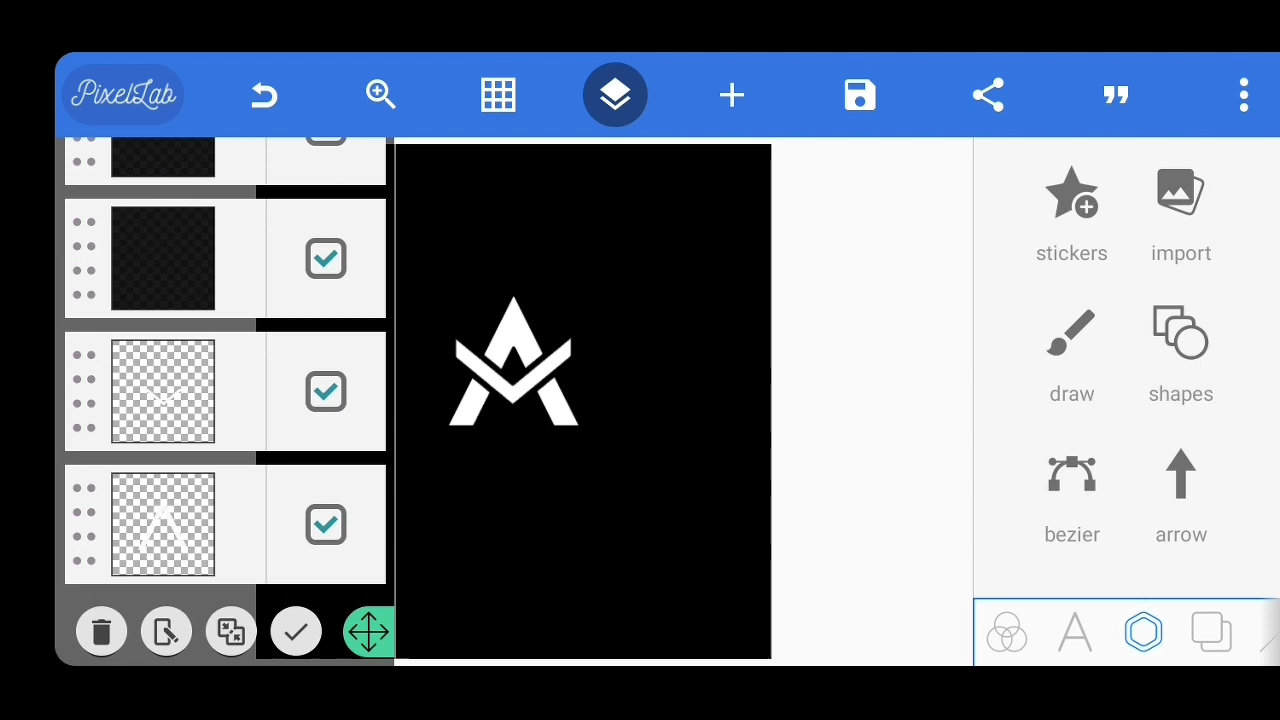 PixelLab
stickers
import
draw
shapes
bezier
arrow